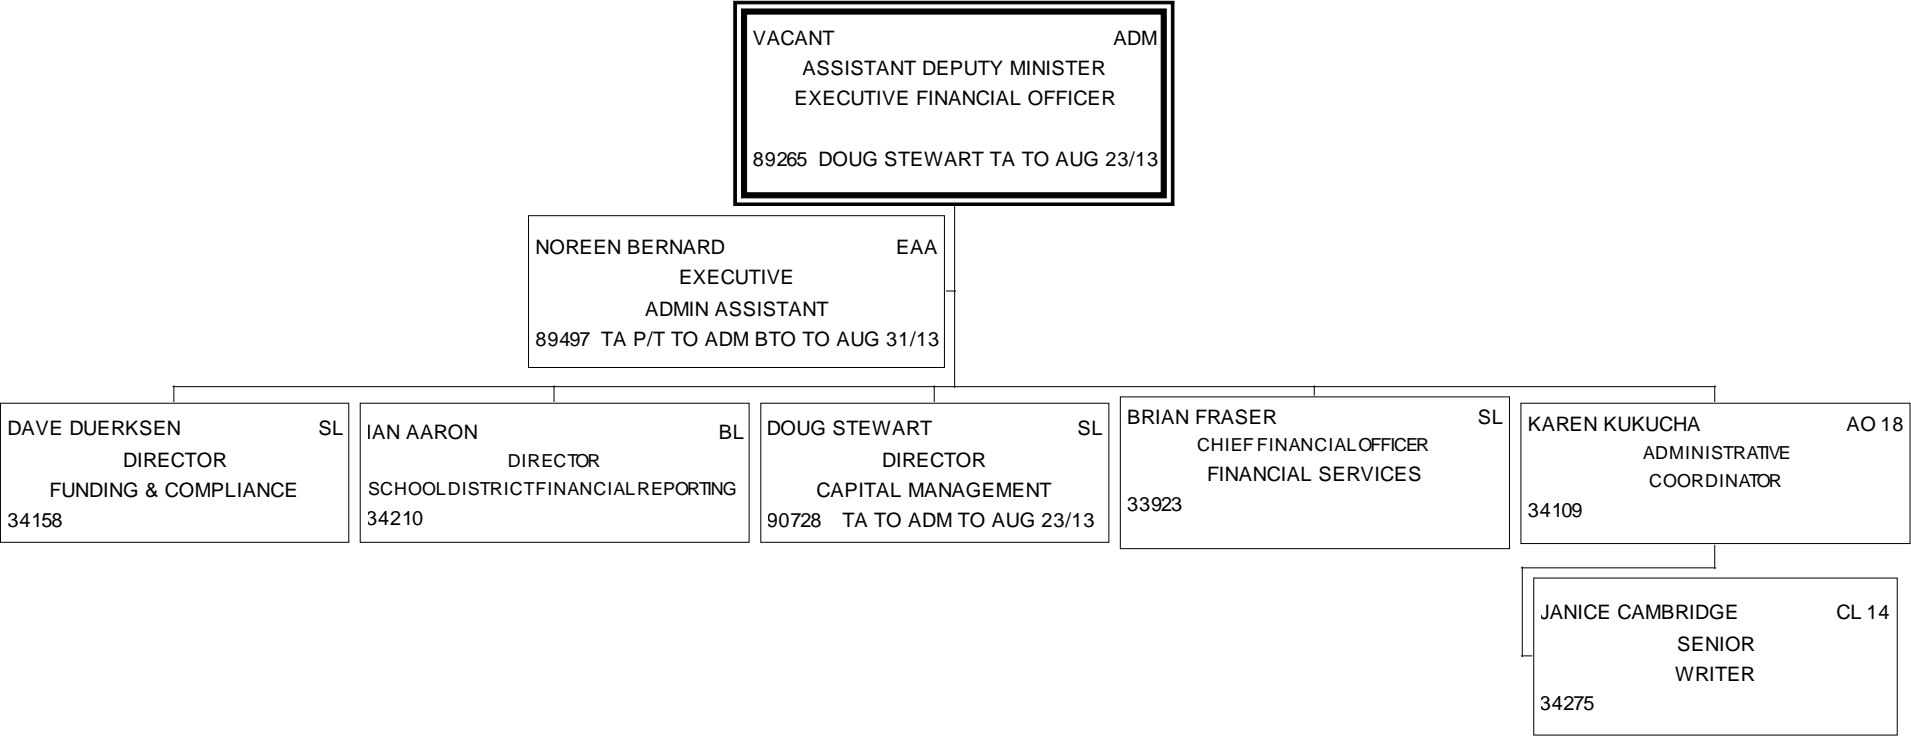 VACANT ADM
ASSISTANT DEPUTY MINISTER
EXECUTIVE FINANCIAL OFFICER
89265 DOUG STEWART TA TO AUG 23/13
NOREEN BERNARD EAA
EXECUTIVE
ADMIN ASSISTANT
89497 TA P/T TO ADM BTO TO AUG 31/13
DAVE DUERKSEN SL
DIRECTOR
FUNDING & COMPLIANCE
34158
IAN AARON BL
DIRECTOR
SCHOOL DISTRICT FINANCIAL REPORTING
34210
DOUG STEWART SL
DIRECTOR
CAPITAL MANAGEMENT
90728 TA TO ADM TO AUG 23/13
BRIAN FRASER SL
CHIEF FINANCIAL OFFICER
FINANCIAL SERVICES
33923
KAREN KUKUCHA AO 18
ADMINISTRATIVE
COORDINATOR
34109
JANICE CAMBRIDGE CL 14
SENIOR
WRITER
34275